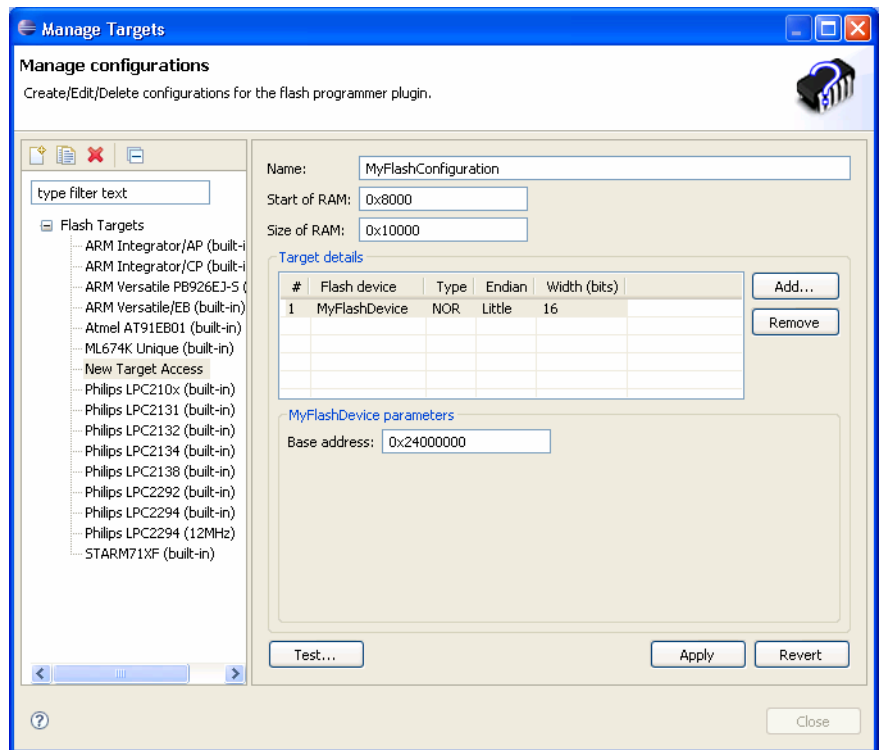 Manage Targets
Manage configurations
Create/Edit/Delete configurations for the flash programmer plugin.
type filter text
Flash Targets
ARM Integrator/AP (built-i
ARM Integrator/CP (built-i
ARM Versatile PB926EJ-S (
ARM Versatile/EB (built-in)
Atmel AT91EB01 (built-in)
ML674K Unique (built-in)
New Target Access
Philips LPC210x (built-in)
Philips LPC2131 (built-in)
Philips LPC2132 (built-in)
Philips LPC2134 (built-in)
Philips LPC2138 (built-in)
Philips LPC2292 (built-in)
Philips LPC2294 (built-in)
Philips LPC2294 (12MHz)
STARM71XF (built-in)
Name: MyFlashConfiguration
Start of RAM: 0x8000
Size of RAM: 0x10000
Target details
# Flash device Type Endian Width (bits)
1 MyFlashDevice NOR Little 16
Add...
Remove
MyFlashDevice parameters
Base address: 0x24000000
Test... Apply Revert
? Close